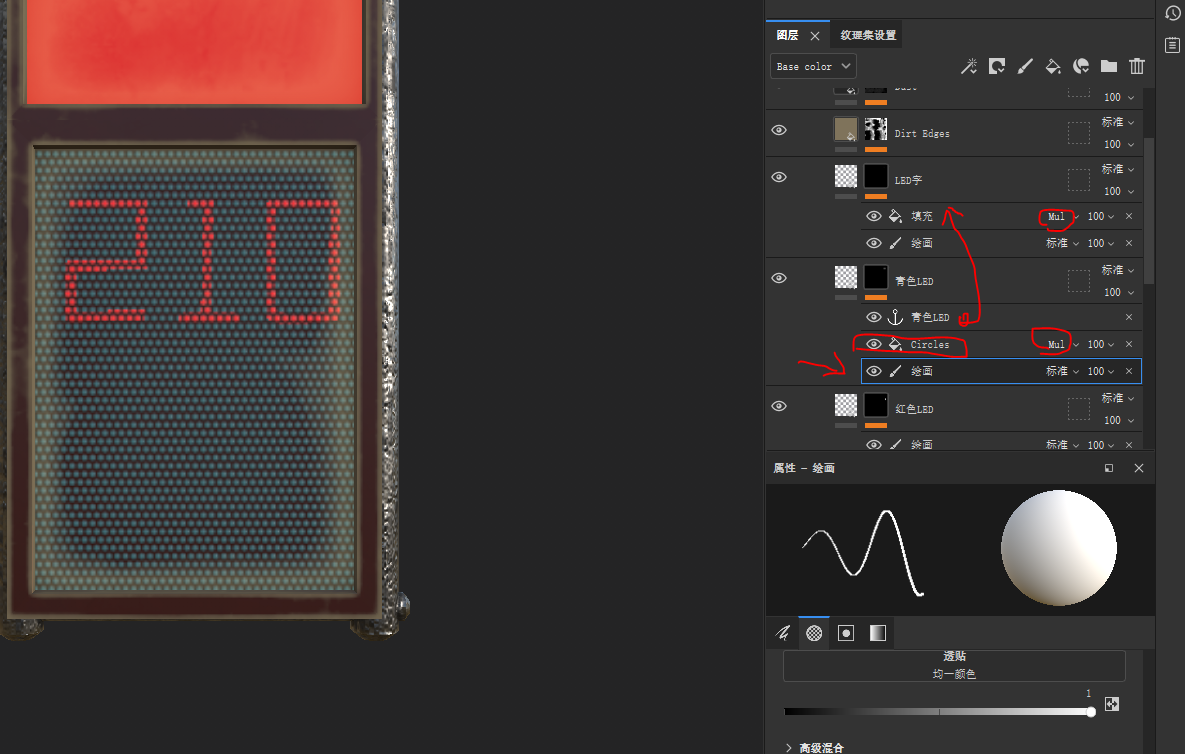 图层
纹理集设置
Base color
100
Dirt Edges 标准
100
LED字 标准
100
填充 Mul 100
绘画 标准 100
青色LED 标准
100
青色LED
Circles Mul 100
绘画 标准 100
红色LED 标准
100
绘画 标准 100
属性 - 绘画
透贴
均一颜色
1
高级混合
210